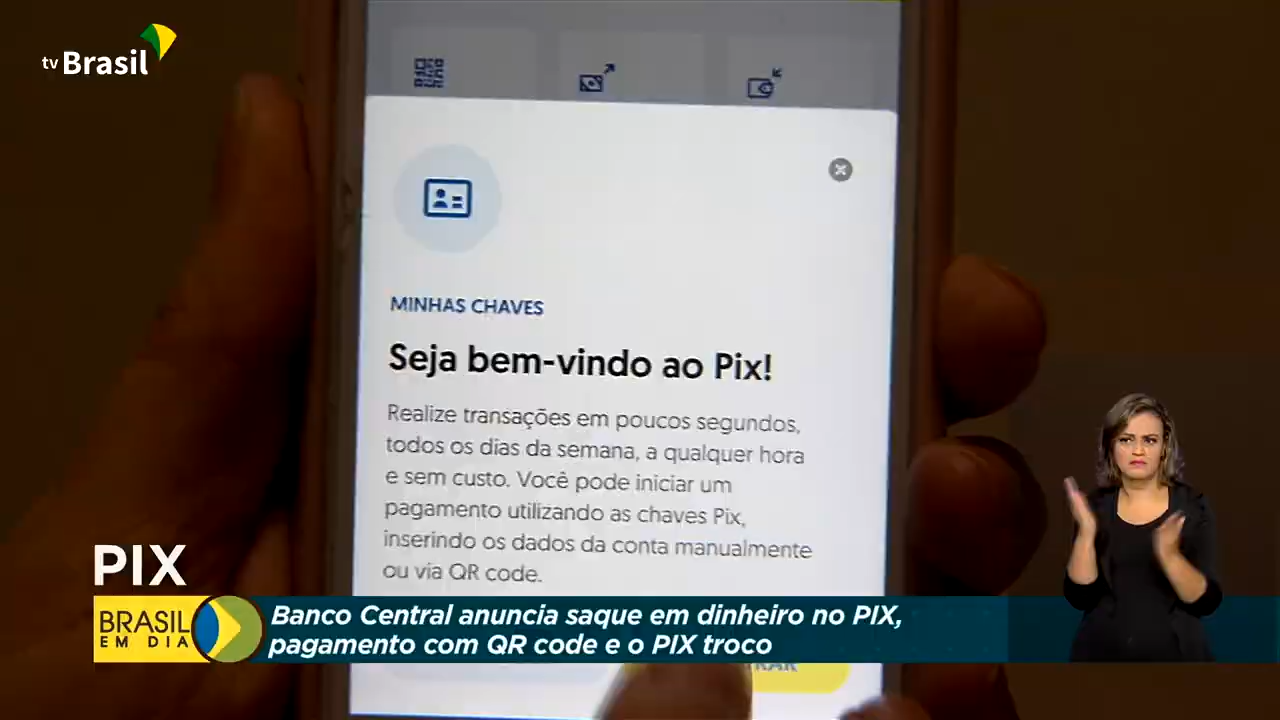 tv Brasil
MINHAS CHAVES
Seja bem-vindo ao Pix!
Realize transações em poucos segundos,
todos os dias da semana, a qualquer hora
e sem custo. Você pode iniciar um
pagamento utilizando as chaves Pix,
inserindo os dados da conta manualmente
ou via QR code.
PIX
BRASIL
EM DIA
Banco Central anuncia saque em dinheiro no PIX,
pagamento com QR code e o PIX troco